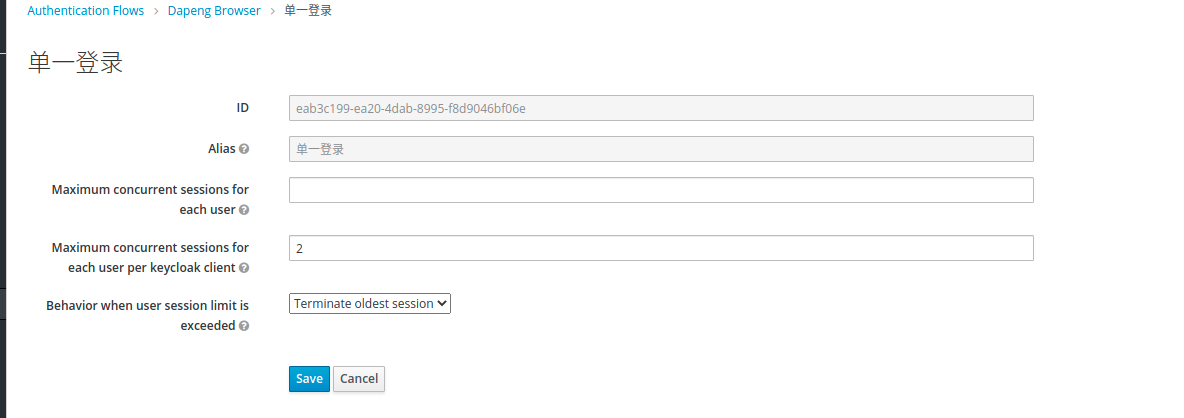 Authentication Flows > Dapeng Browser > 单一登录
单一登录
ID
eab3c199-ea20-4dab-8995-f8d9046bf06e
Alias
单一登录
Maximum concurrent sessions for
each user
Maximum concurrent sessions for
each user per keycloak client
2
Behavior when user session limit is
exceeded
Terminate oldest session
Save Cancel